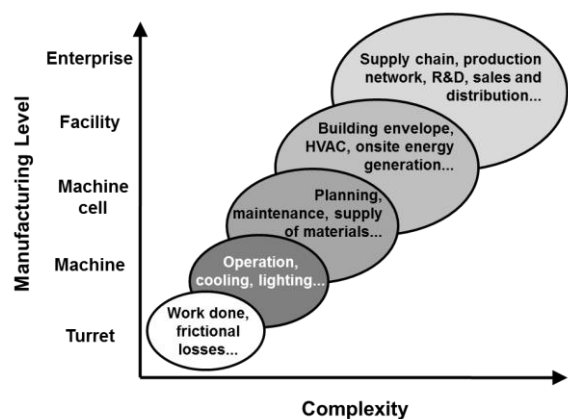 Manufacturing Level
Enterprise
Supply chain, production
network, R&D, sales and
distribution...
Facility
Building envelope,
HVAC, onsite energy
generation...
Machine
cell
Planning,
maintenance, supply
of materials...
Machine
Operation,
cooling, lighting...
Turret
Work done,
frictional
losses...
Complexity